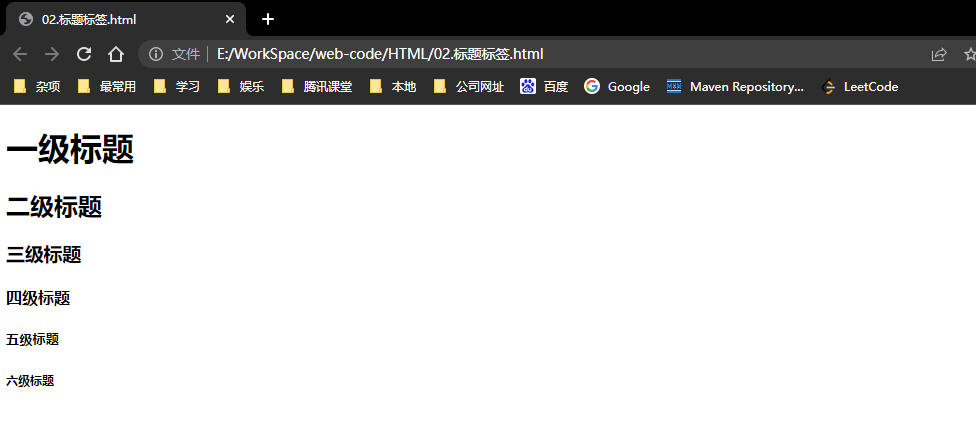 02.标题标签.html
文件 E:/WorkSpace/web-code/HTML/02.标题标签.html
杂项 最常用 学习 娱乐 腾讯课堂 本地 公司网址 百度 Google Maven Repository... LeetCode
一级标题
二级标题
三级标题
四级标题
五级标题
六级标题